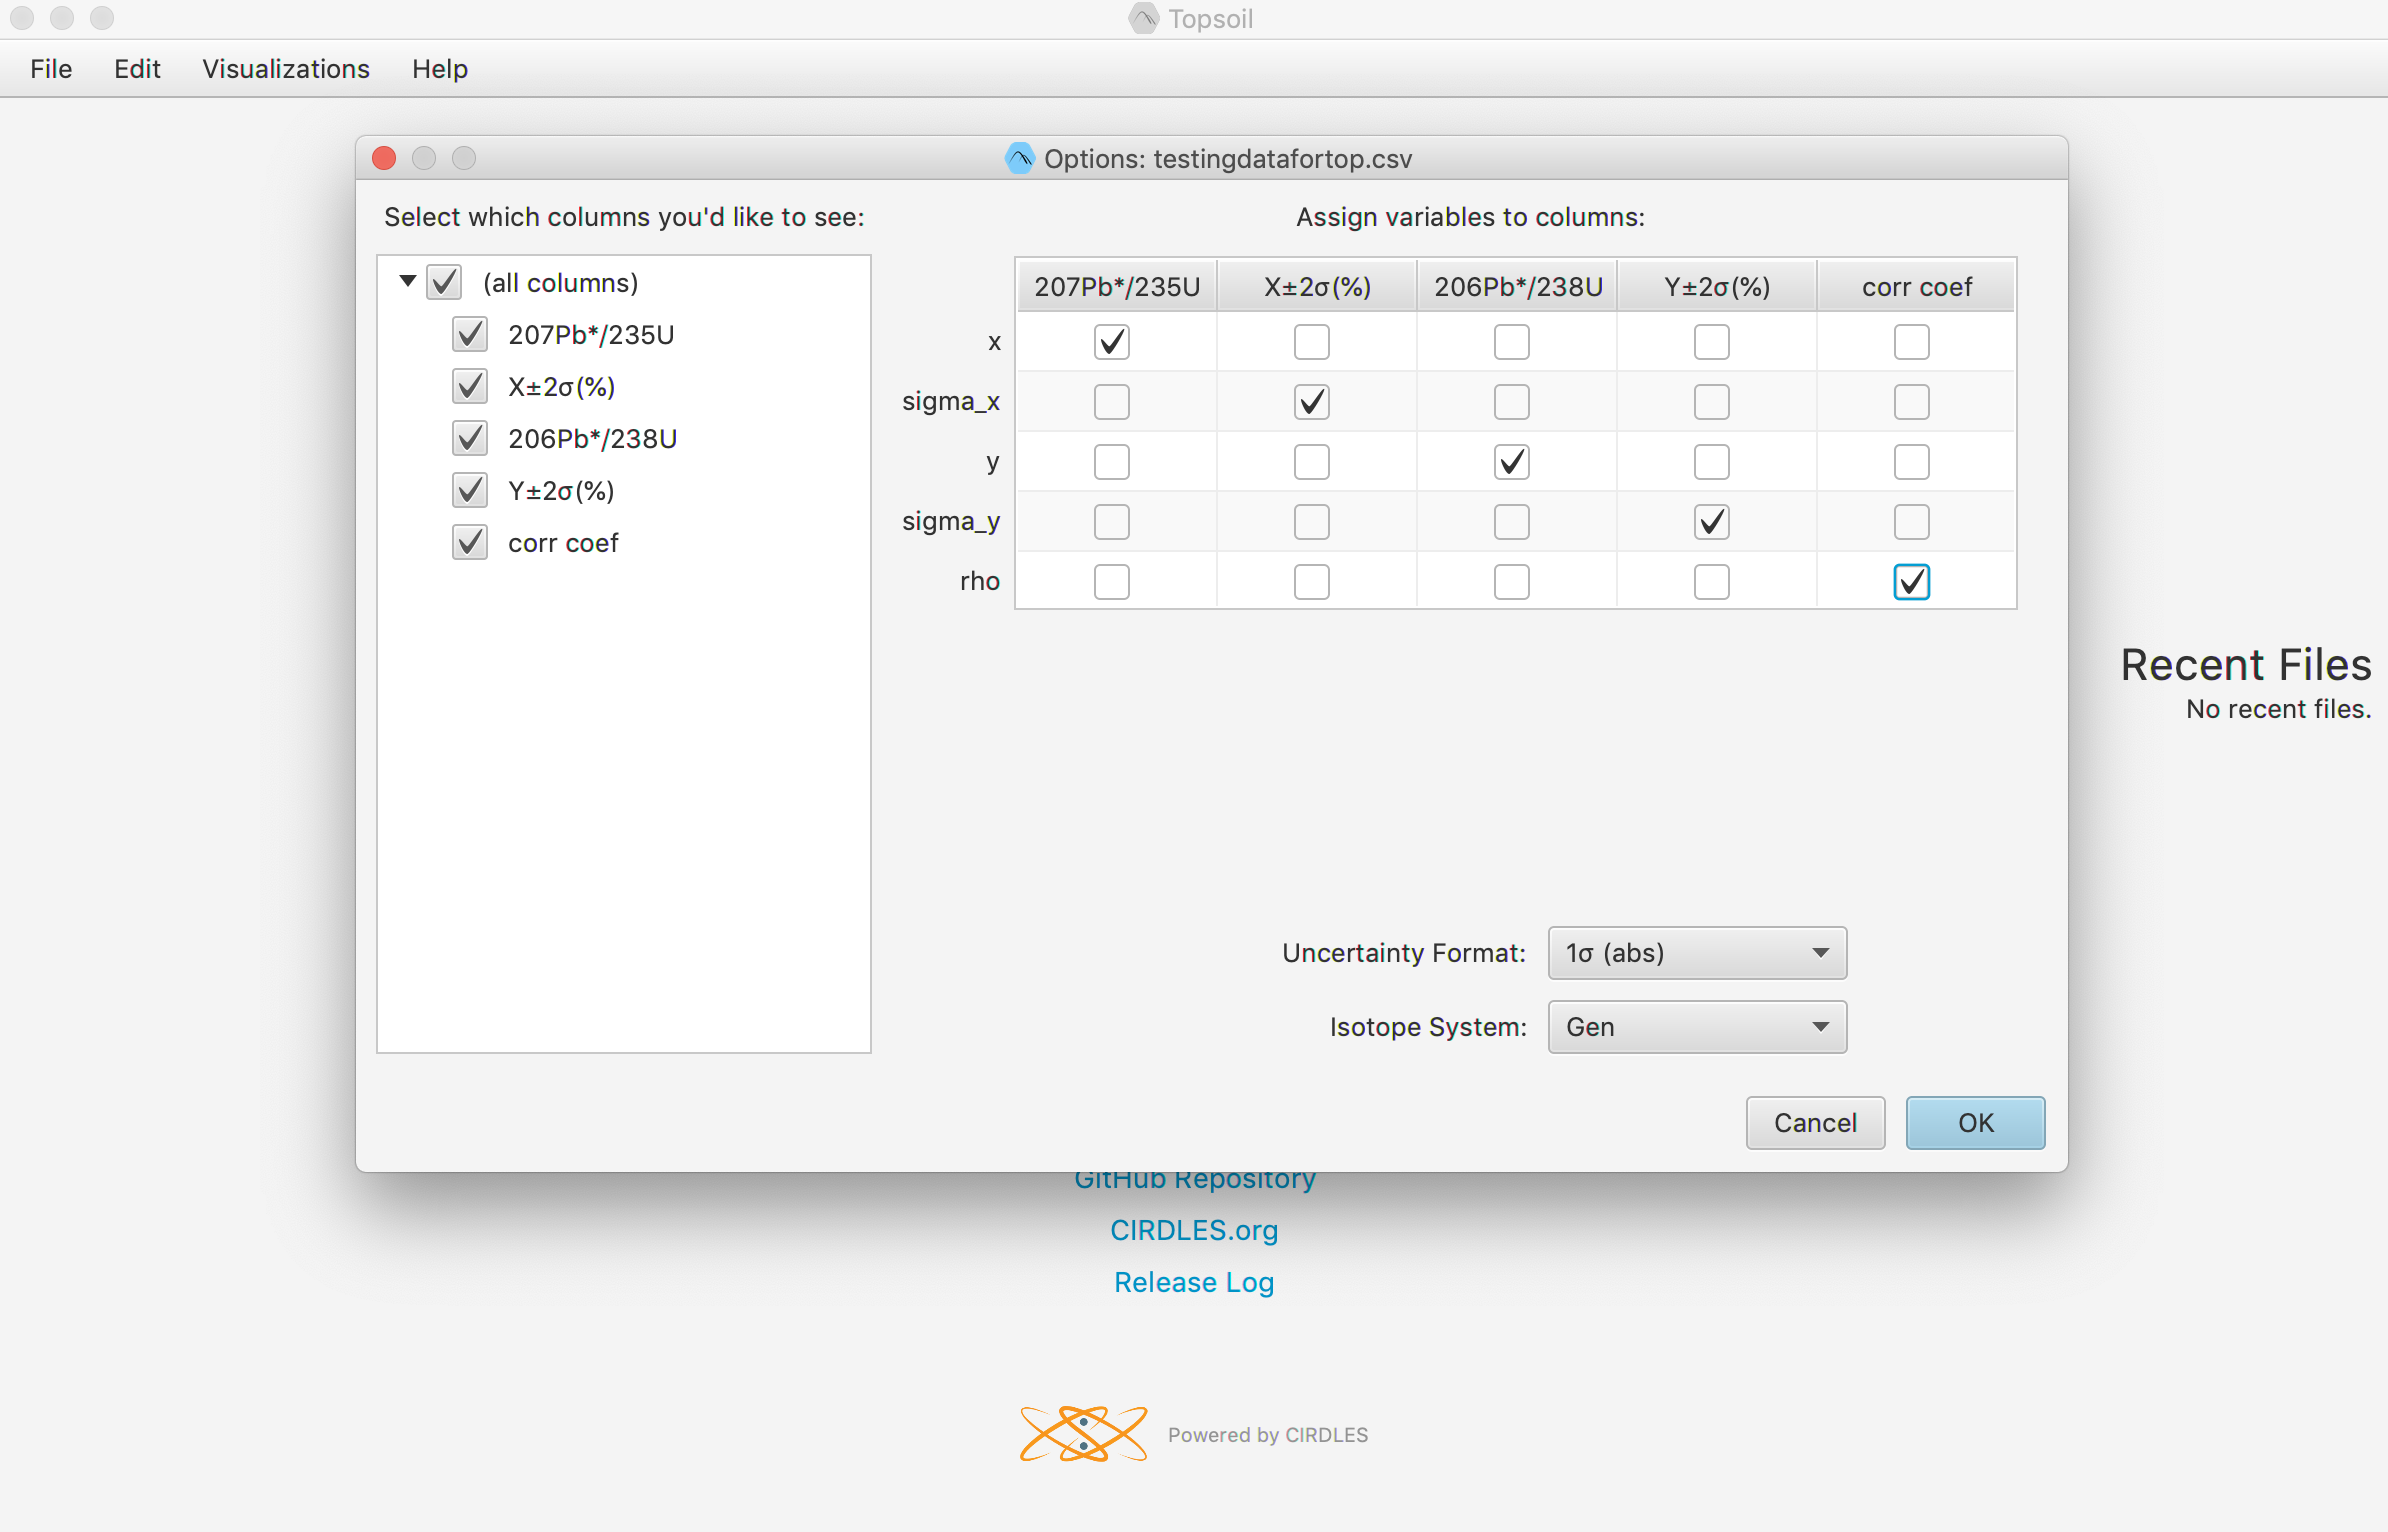 Topsoil
File Edit Visualizations Help
Options: testingdatafortop.csv
Select which columns you'd like to see:
(all columns)
207Pb*/235U
X±2σ(%)
206Pb*/238U
Y±2σ(%)
corr coef
Assign variables to columns:
207Pb*/235U X±2σ(%) 206Pb*/238U Y±2σ(%) corr coef
x
sigma_x
y
sigma_y
rho
Uncertainty Format: 1σ (abs)
Isotope System: Gen
Cancel OK
Recent Files
No recent files.
GitHub Repository
CIRDLES.org
Release Log
Powered by CIRDLES